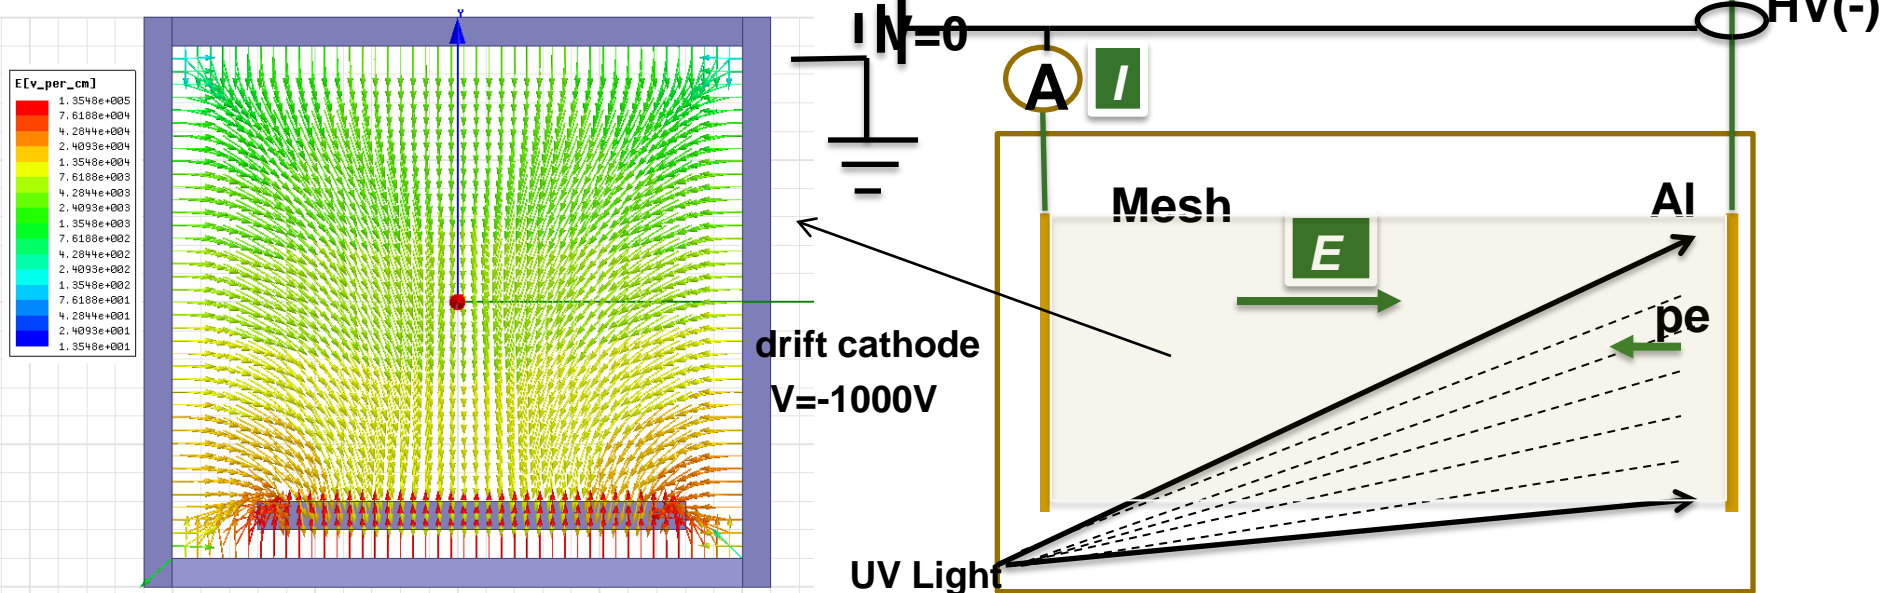 Y
E[v_per_cm]
1.3548e+005
7.6188e+004
4.2844e+004
2.4093e+004
1.3548e+004
7.6188e+003
4.2844e+003
2.4093e+003
1.3548e+003
7.6188e+002
4.2844e+002
2.4093e+002
1.3548e+002
7.6188e+001
4.2844e+001
2.4093e+001
1.3548e+001
V=0
HV(-)
A
I
Mesh
Al
E
pe
drift cathode
V=-1000V
UV Light